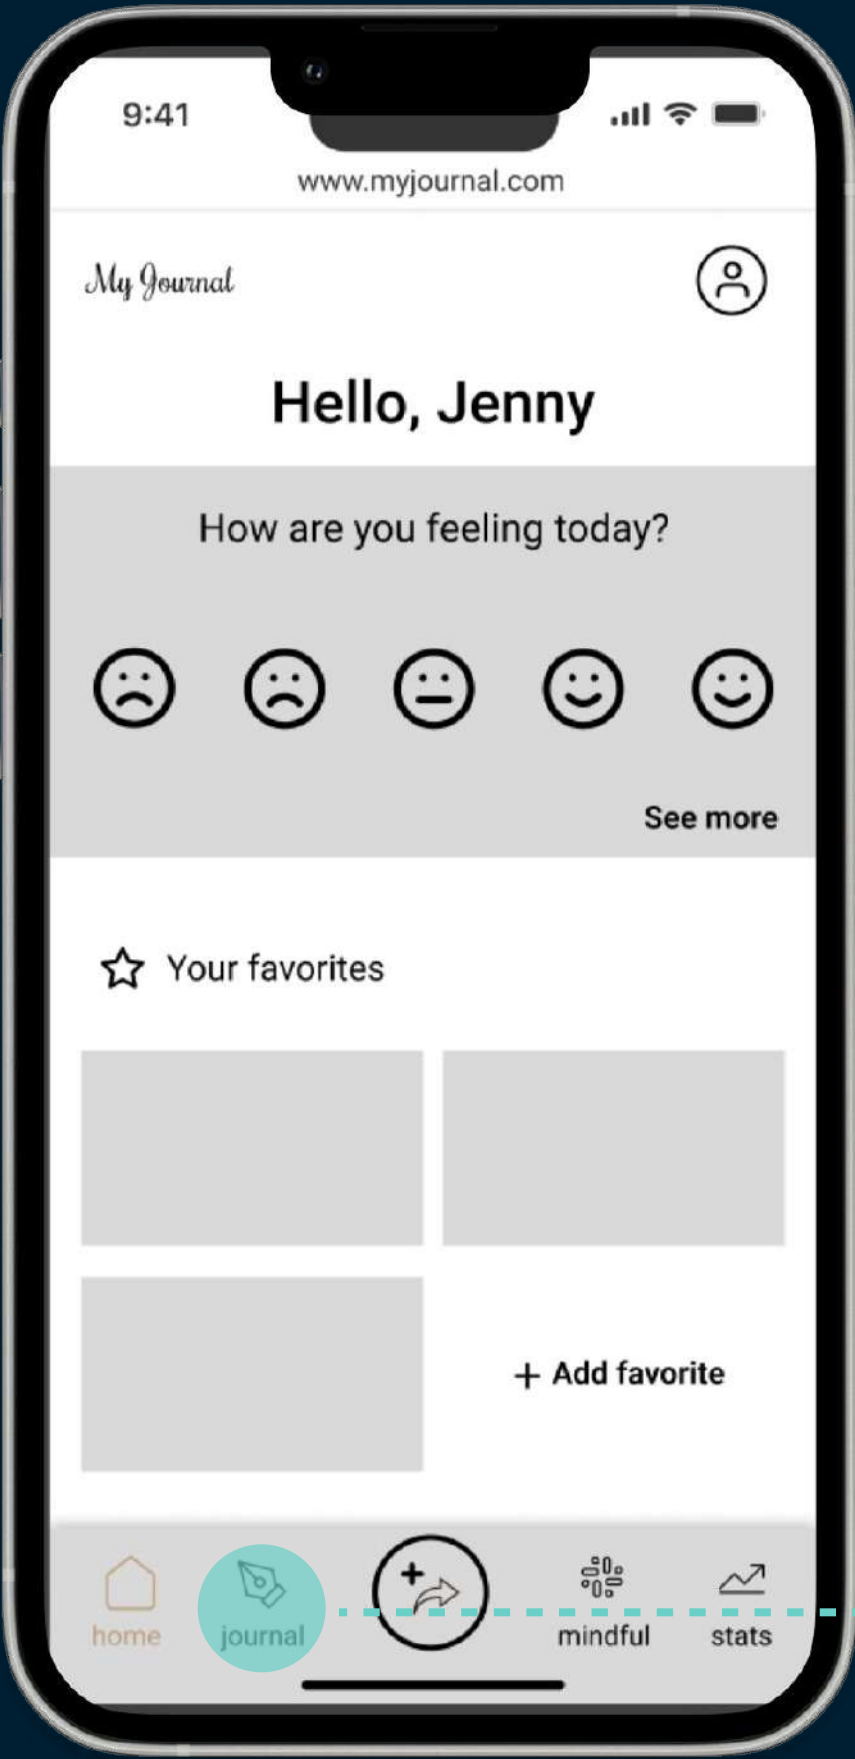 9:41
www.myjournal.com
My Journal
Hello, Jenny
How are you feeling today?
See more
Your favorites
+ Add favorite
home
journal
mindful
stats